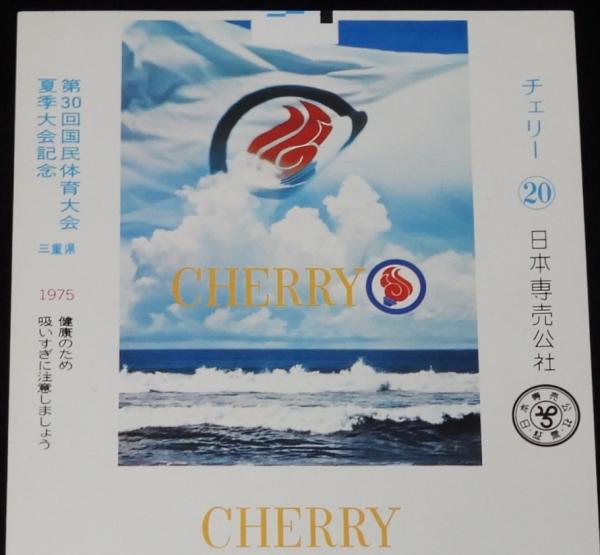 第30回国民体育大会
夏季大会記念
三重県
1975
健康のため
吸いすぎに注意しましょう
CHERRY
チェリー
20
日本専売公社
CHERRY